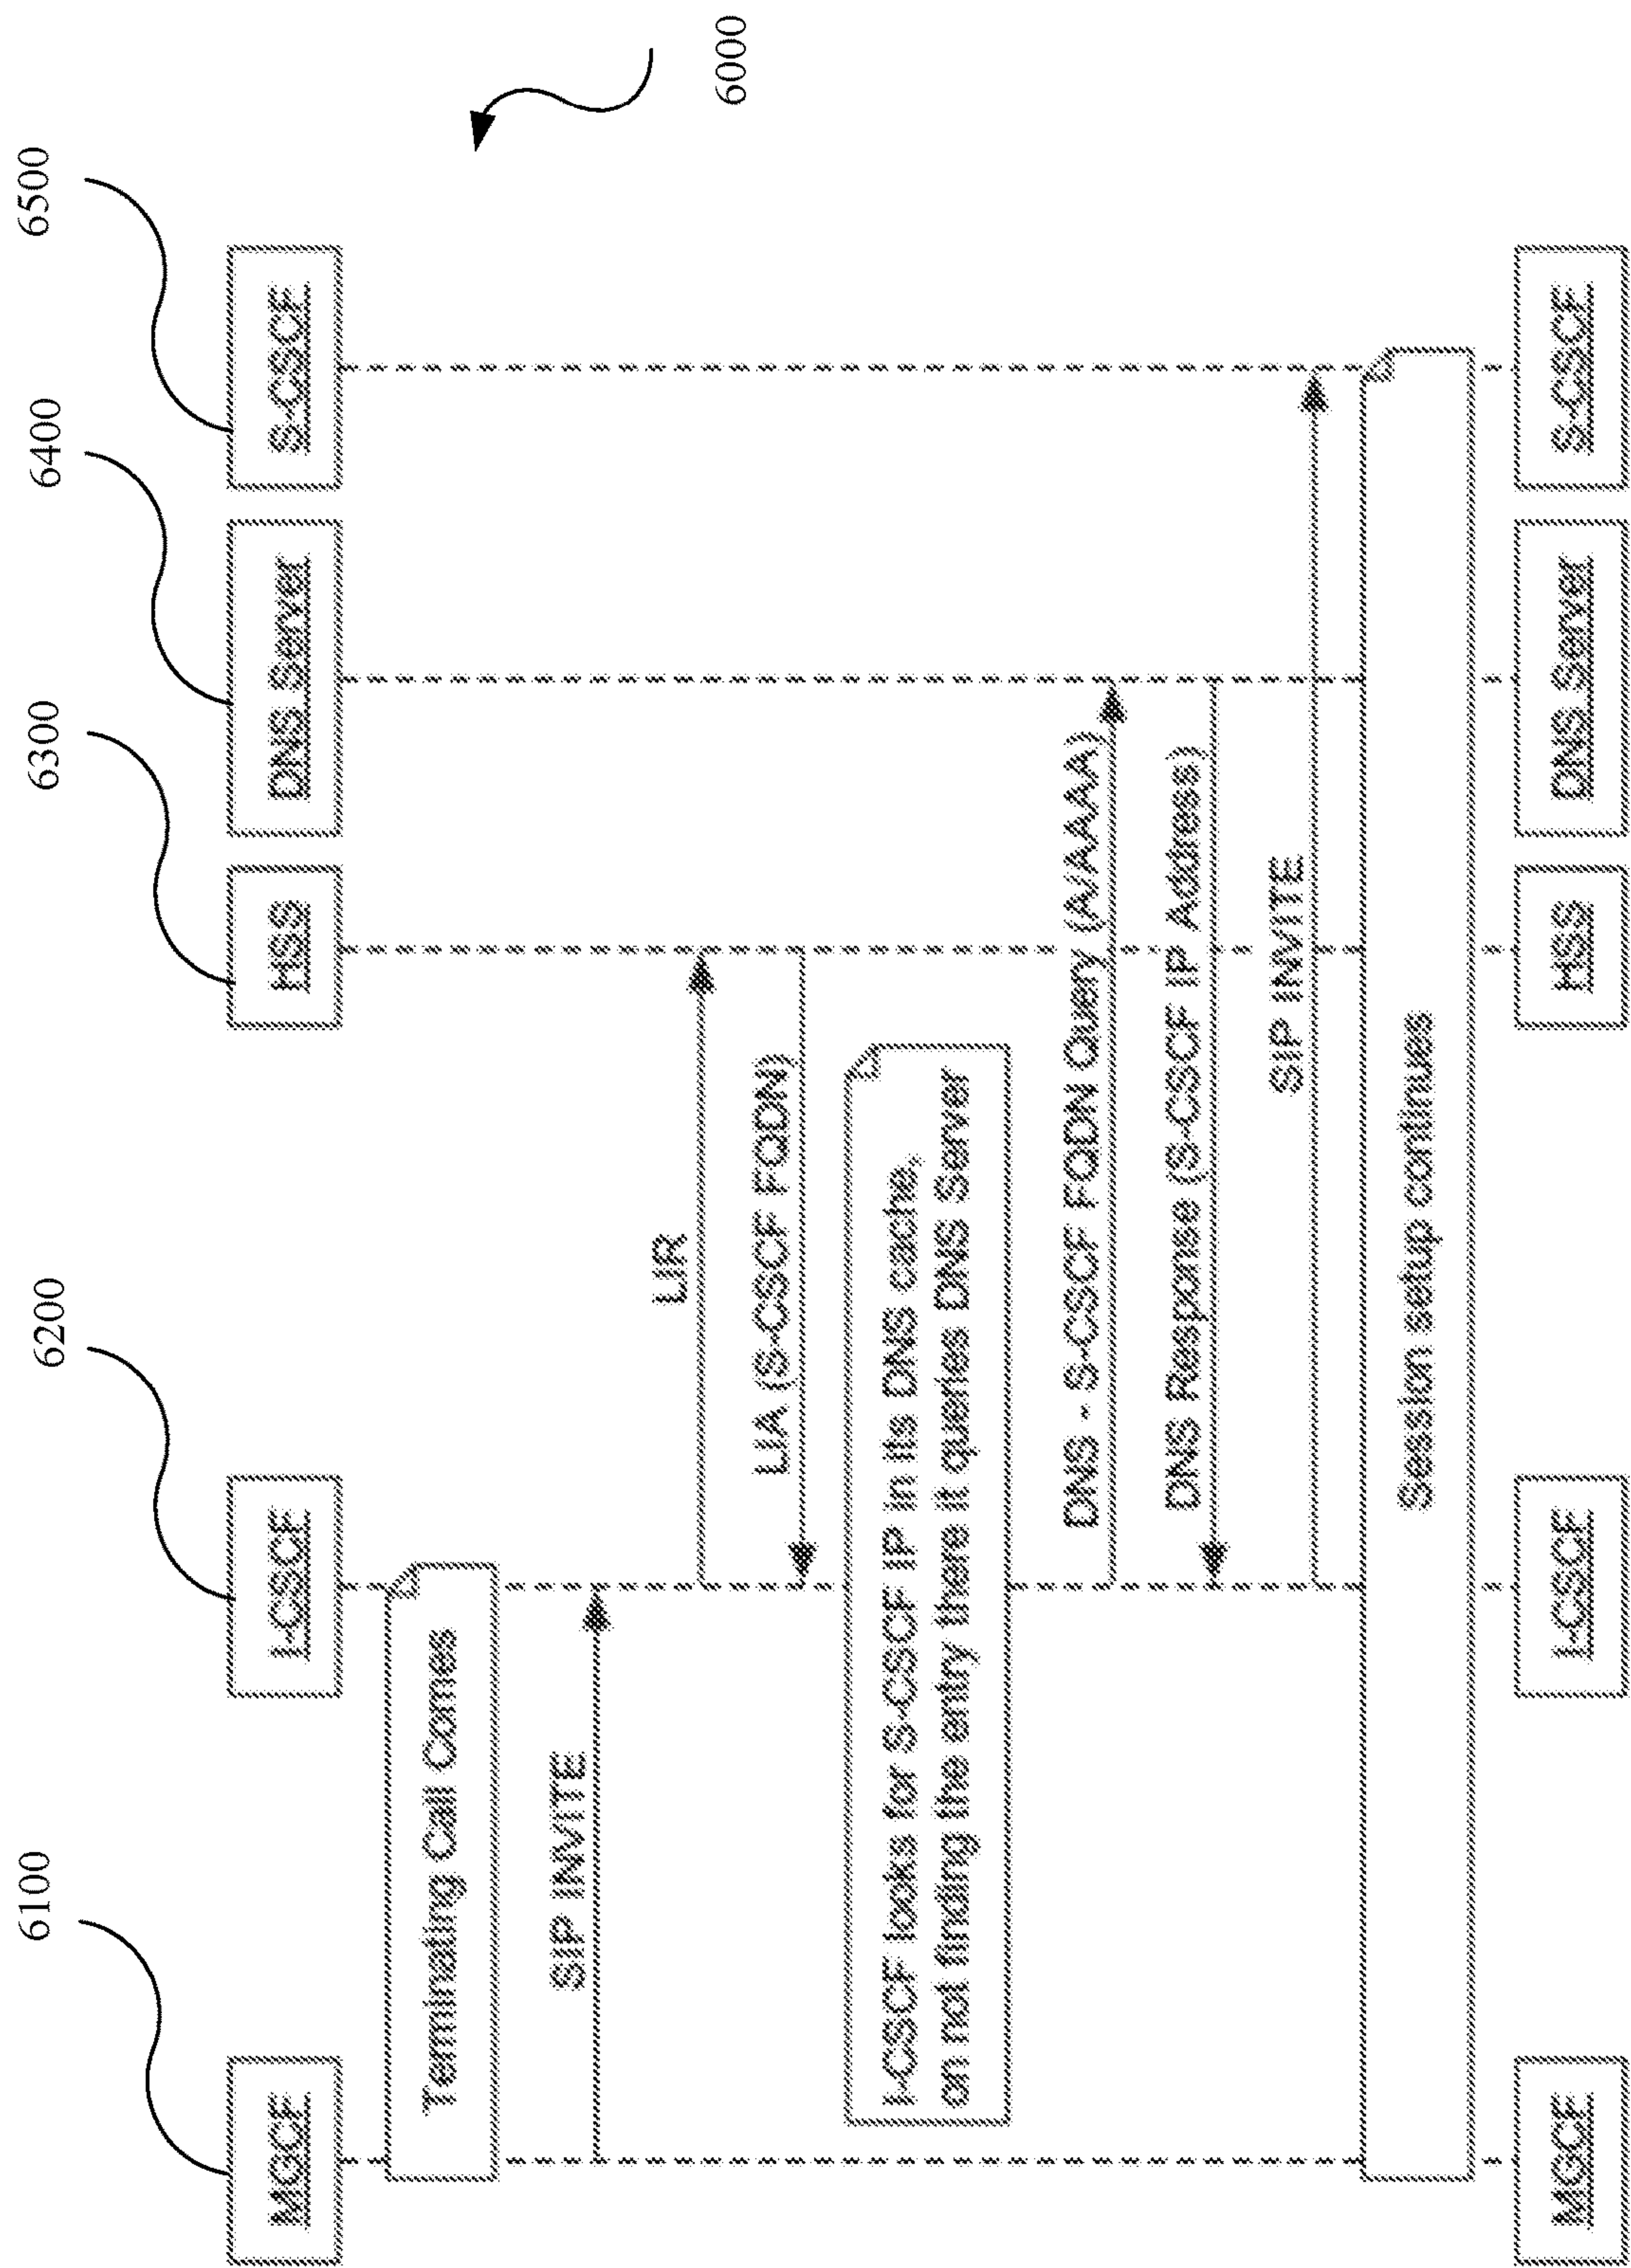 6100
6200
6300
6400
6500
6000
MGCF
I-CSCF
HSS
DNS Server
S-CSCF
Terminating Call Comes
SIP INVITE
LIR
LIA (S-CSCF FQDN)
I-CSCF looks for S-CSCF IP in its DNS cache,
on not finding the entry there it queries DNS Server
DNS - S-CSCF FQDN Query (A/AAAA)
DNS Response (S-CSCF IP Address)
SIP INVITE
Session setup continues
MGCF
I-CSCF
HSS
DNS Server
S-CSCF